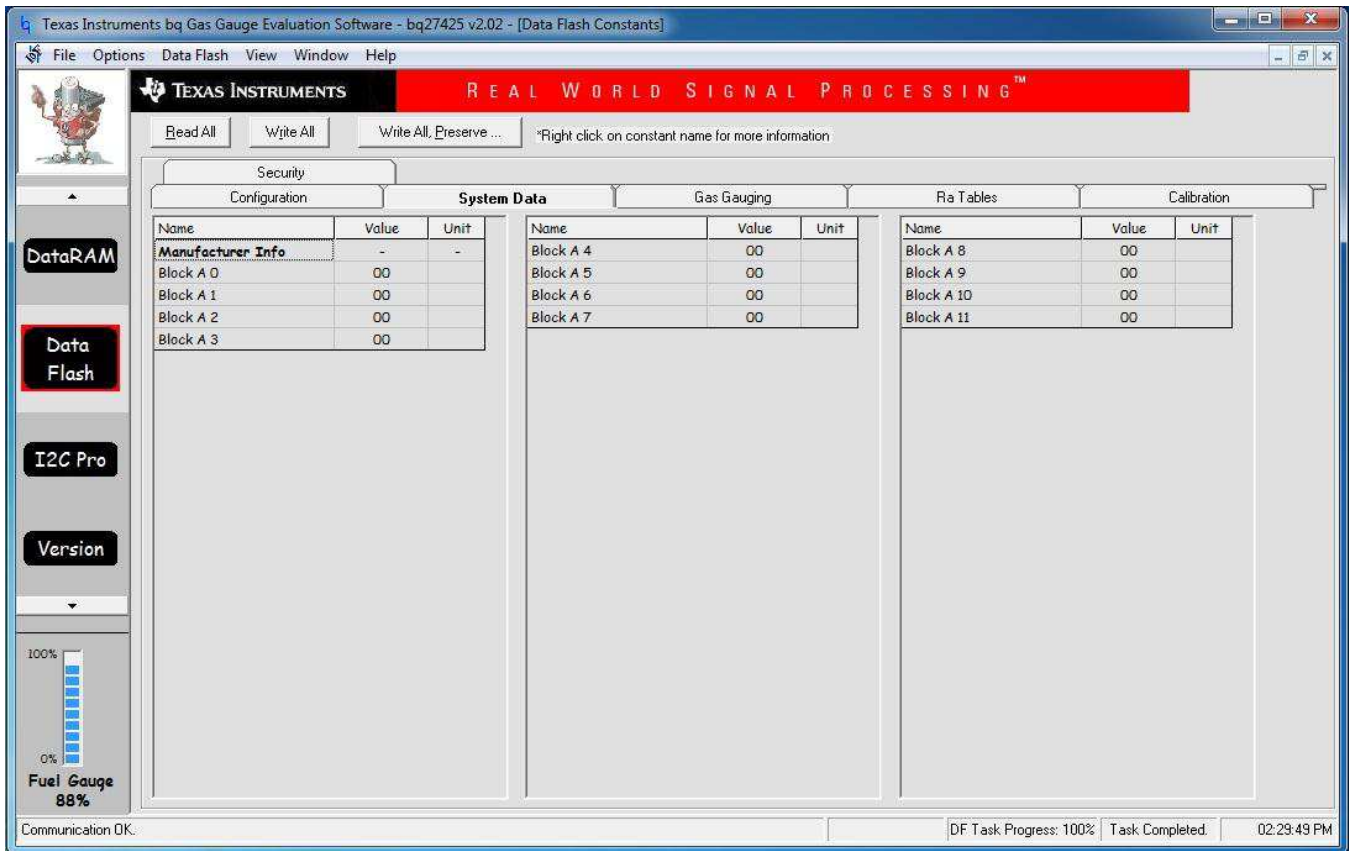 Texas Instruments bq Gas Gauge Evaluation Software - bq27425 v2.02 - [Data Flash Constants]
File Options Data Flash View Window Help
TEXAS INSTRUMENTS REAL WORLD SIGNAL PROCESSING™
Read All Write All Write All, Preserve ... *Right click on constant name for more information
Security
Configuration System Data Gas Gauging Ra Tables Calibration
Name Value Unit Name Value Unit Name Value Unit
Manufacturer Info - - Block A 4 00 Block A 8 00
Block A 0 00 Block A 5 00 Block A 9 00
Block A 1 00 Block A 6 00 Block A 10 00
Block A 2 00 Block A 7 00 Block A 11 00
Block A 3 00
DataRAM
Data
Flash
I2C Pro
Version
100%
0%
Fuel Gauge
88%
Communication OK. DF Task Progress: 100% Task Completed. 02:29:49 PM